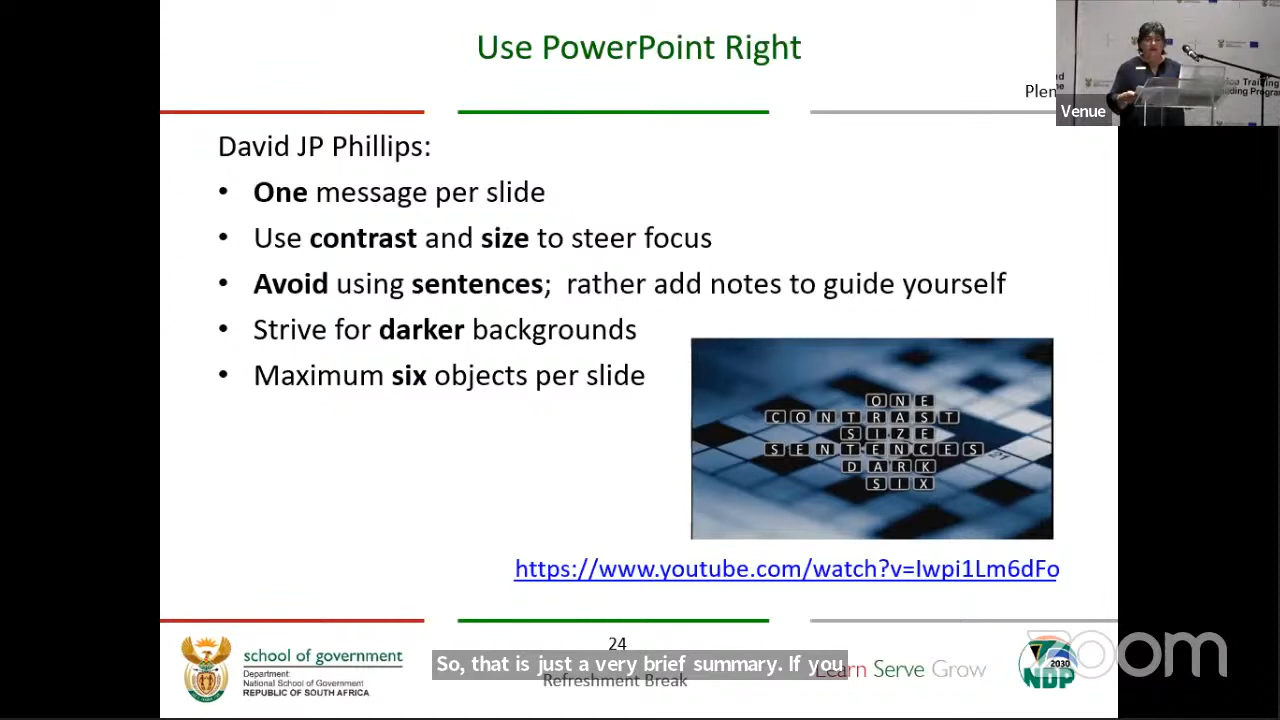 Use PowerPoint Right
Plen
Venue
David JP Phillips:
• One message per slide
• Use contrast and size to steer focus
• Avoid using sentences; rather add notes to guide yourself
• Strive for darker backgrounds
• Maximum six objects per slide
ONE
CONTRAST
SIZE
SENTENCES
DARK
SIX
21
https://www.youtube.com/watch?v=Iwpi1Lm6dFo
24
So, that is just a very brief summary. If you
Refreshment Break
school of government
Department:
National School of Government
REPUBLIC OF SOUTH AFRICA
Learn Serve Grow
2030
NDP
zoom